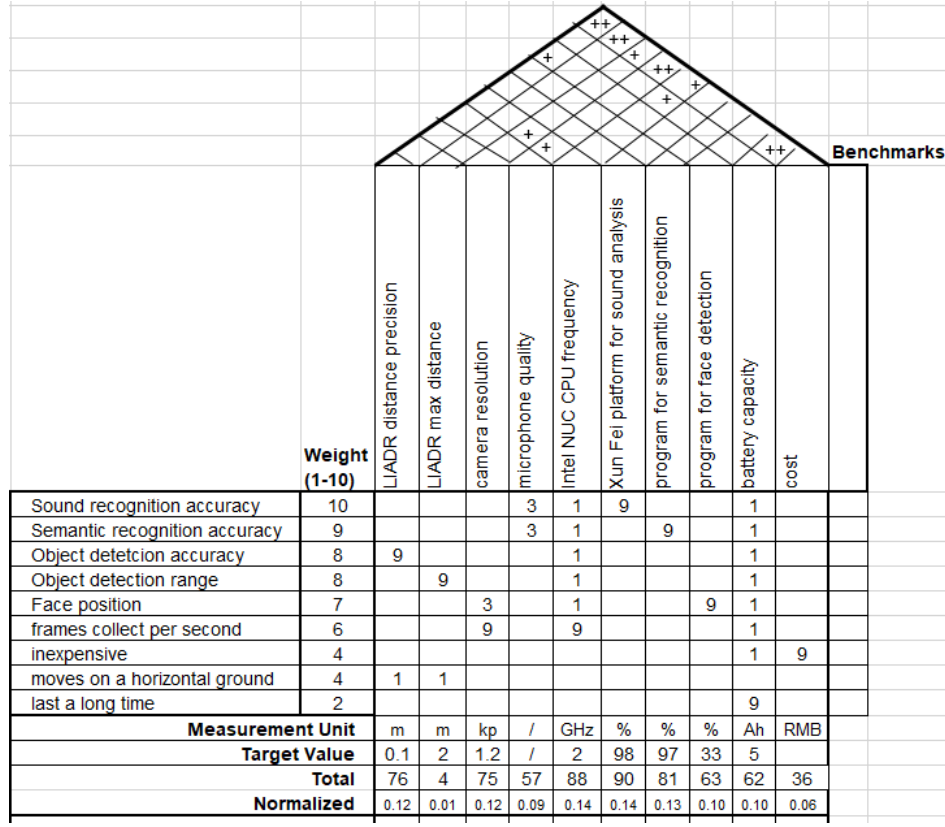 ++
++
+ +
++
+
+
+
+ ++
Benchmarks
Weight
(1-10)
LIADR distance precision
LIADR max distance
camera resolution
microphone quality
Intel NUC CPU frequency
Xun Fei platform for sound analysis
program for semantic recognition
program for face detection
battery capacity
cost
Sound recognition accuracy 10 3 1 9 1
Semantic recognition accuracy 9 3 1 9 1
Object detetcion accuracy 8 9 1 1
Object detection range 8 9 1 1
Face position 7 3 1 9 1
frames collect per second 6 9 9 1
inexpensive 4 1 9
moves on a horizontal ground 4 1 1
last a long time 2 9
Measurement Unit m m kp / GHz % % % Ah RMB
Target Value 0.1 2 1.2 / 2 98 97 33 5
Total 76 4 75 57 88 90 81 63 62 36
Normalized 0.12 0.01 0.12 0.09 0.14 0.14 0.13 0.10 0.10 0.06